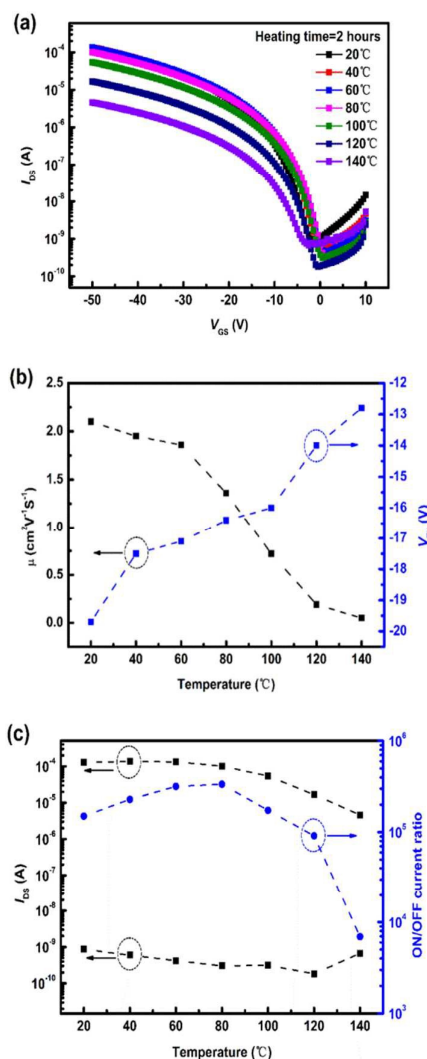 (a)
Heating time=2 hours
20℃
40℃
60℃
80℃
100℃
120℃
140℃
10⁻⁴
10⁻⁵
10⁻⁶
10⁻⁷
10⁻⁸
10⁻⁹
10⁻¹⁰
I_DS (A)
-50 -40 -30 -20 -10 0 10
V_GS (V)
(b)
2.5
2.0
1.5
1.0
0.5
0.0
μ (cm²V⁻¹S⁻¹)
-12
-13
-14
-15
-16
-17
-18
-19
-20
(V)
20 40 60 80 100 120 140
Temperature (℃)
(c)
10⁻⁴
10⁻⁵
10⁻⁶
10⁻⁷
10⁻⁸
10⁻⁹
10⁻¹⁰
I_DS (A)
10⁶
10⁵
10⁴
10³
ON/OFF current ratio
20 40 60 80 100 120 140
Temperature (℃)